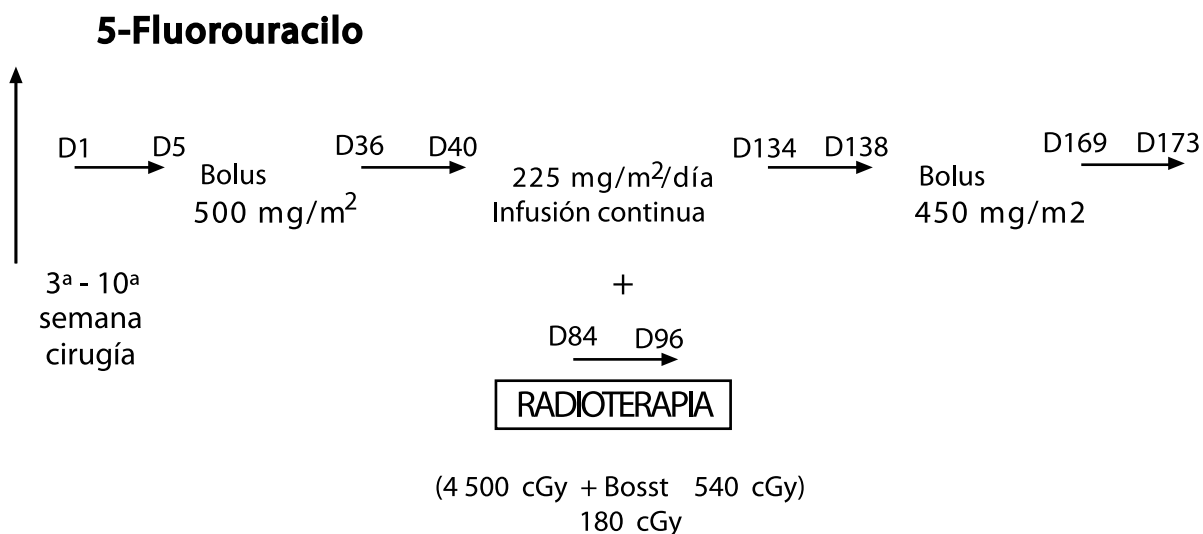 5-Fluorouracilo
D1 D5 D36 D40 D134 D138 D169 D173
Bolus
500 mg/m²
225 mg/m²/día
Infusión continua
Bolus
450 mg/m2
3ª - 10ª
semana
cirugía
+
D84 D96
RADIOTERAPIA
(4 500 cGy + Bosst 540 cGy)
180 cGy